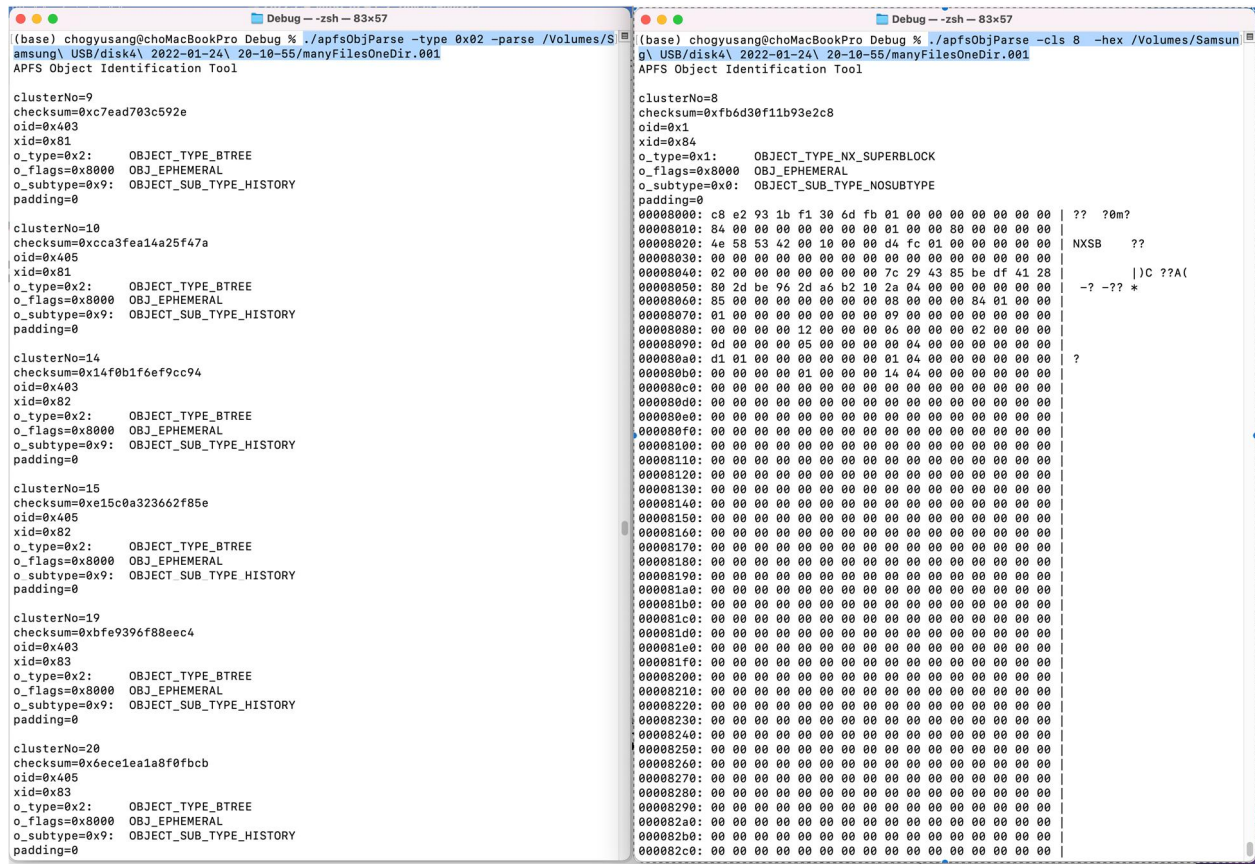 Debug — -zsh — 83×57
(base) chogyusang@choMacBookPro Debug % ./apfsObjParse -type 0x02 -parse /Volumes/S
amsung\ USB/disk4\ 2022-01-24\ 20-10-55/manyFilesOneDir.001
APFS Object Identification Tool
clusterNo=9
checksum=0xc7ead703c592e
oid=0x403
xid=0x81
o_type=0x2: OBJECT_TYPE_BTREE
o_flags=0x8000 OBJ_EPHEMERAL
o_subtype=0x9: OBJECT_SUB_TYPE_HISTORY
padding=0
clusterNo=10
checksum=0xcca3fea14a25f47a
oid=0x405
xid=0x81
o_type=0x2: OBJECT_TYPE_BTREE
o_flags=0x8000 OBJ_EPHEMERAL
o_subtype=0x9: OBJECT_SUB_TYPE_HISTORY
padding=0
clusterNo=14
checksum=0x14f0b1f6ef9cc94
oid=0x403
xid=0x82
o_type=0x2: OBJECT_TYPE_BTREE
o_flags=0x8000 OBJ_EPHEMERAL
o_subtype=0x9: OBJECT_SUB_TYPE_HISTORY
padding=0
clusterNo=15
checksum=0xe15c0a323662f85e
oid=0x405
xid=0x82
o_type=0x2: OBJECT_TYPE_BTREE
o_flags=0x8000 OBJ_EPHEMERAL
o_subtype=0x9: OBJECT_SUB_TYPE_HISTORY
padding=0
clusterNo=19
checksum=0xbfe9396f88eec4
oid=0x403
xid=0x83
o_type=0x2: OBJECT_TYPE_BTREE
o_flags=0x8000 OBJ_EPHEMERAL
o_subtype=0x9: OBJECT_SUB_TYPE_HISTORY
padding=0
clusterNo=20
checksum=0x6ece1ea1a8f0fbcb
oid=0x405
xid=0x83
o_type=0x2: OBJECT_TYPE_BTREE
o_flags=0x8000 OBJ_EPHEMERAL
o_subtype=0x9: OBJECT_SUB_TYPE_HISTORY
padding=0
Debug — -zsh — 83×57
(base) chogyusang@choMacBookPro Debug % ./apfsObjParse -cls 8 -hex /Volumes/Samsun
g\ USB/disk4\ 2022-01-24\ 20-10-55/manyFilesOneDir.001
APFS Object Identification Tool
clusterNo=8
checksum=0xfb6d30f11b93e2c8
oid=0x1
xid=0x84
o_type=0x1: OBJECT_TYPE_NX_SUPERBLOCK
o_flags=0x8000 OBJ_EPHEMERAL
o_subtype=0x0: OBJECT_SUB_TYPE_NOSUBTYPE
padding=0
00008000: c8 e2 93 1b f1 30 6d fb 01 00 00 00 00 00 00 00 | ?? ?0m?
00008010: 84 00 00 00 00 00 00 00 01 00 00 80 00 00 00 00 |
00008020: 4e 58 53 42 00 10 00 00 d4 fc 01 00 00 00 00 00 | NXSB ??
00008030: 00 00 00 00 00 00 00 00 00 00 00 00 00 00 00 00 |
00008040: 02 00 00 00 00 00 00 00 7c 29 43 85 be df 41 28 | |)C ??A(
00008050: 80 2d be 96 2d a6 b2 10 2a 04 00 00 00 00 00 00 | -? -?? *
00008060: 85 00 00 00 00 00 00 00 08 00 00 00 84 01 00 00 |
00008070: 01 00 00 00 00 00 00 00 09 00 00 00 00 00 00 00 |
00008080: 00 00 00 00 12 00 00 00 06 00 00 00 02 00 00 00 |
00008090: 0d 00 00 00 05 00 00 00 00 04 00 00 00 00 00 00 |
000080a0: d1 01 00 00 00 00 00 00 01 04 00 00 00 00 00 00 | ?
000080b0: 00 00 00 00 01 00 00 00 14 04 00 00 00 00 00 00 |
000080c0: 00 00 00 00 00 00 00 00 00 00 00 00 00 00 00 00 |
000080d0: 00 00 00 00 00 00 00 00 00 00 00 00 00 00 00 00 |
000080e0: 00 00 00 00 00 00 00 00 00 00 00 00 00 00 00 00 |
000080f0: 00 00 00 00 00 00 00 00 00 00 00 00 00 00 00 00 |
00008100: 00 00 00 00 00 00 00 00 00 00 00 00 00 00 00 00 |
00008110: 00 00 00 00 00 00 00 00 00 00 00 00 00 00 00 00 |
00008120: 00 00 00 00 00 00 00 00 00 00 00 00 00 00 00 00 |
00008130: 00 00 00 00 00 00 00 00 00 00 00 00 00 00 00 00 |
00008140: 00 00 00 00 00 00 00 00 00 00 00 00 00 00 00 00 |
00008150: 00 00 00 00 00 00 00 00 00 00 00 00 00 00 00 00 |
00008160: 00 00 00 00 00 00 00 00 00 00 00 00 00 00 00 00 |
00008170: 00 00 00 00 00 00 00 00 00 00 00 00 00 00 00 00 |
00008180: 00 00 00 00 00 00 00 00 00 00 00 00 00 00 00 00 |
00008190: 00 00 00 00 00 00 00 00 00 00 00 00 00 00 00 00 |
000081a0: 00 00 00 00 00 00 00 00 00 00 00 00 00 00 00 00 |
000081b0: 00 00 00 00 00 00 00 00 00 00 00 00 00 00 00 00 |
000081c0: 00 00 00 00 00 00 00 00 00 00 00 00 00 00 00 00 |
000081d0: 00 00 00 00 00 00 00 00 00 00 00 00 00 00 00 00 |
000081e0: 00 00 00 00 00 00 00 00 00 00 00 00 00 00 00 00 |
000081f0: 00 00 00 00 00 00 00 00 00 00 00 00 00 00 00 00 |
00008200: 00 00 00 00 00 00 00 00 00 00 00 00 00 00 00 00 |
00008210: 00 00 00 00 00 00 00 00 00 00 00 00 00 00 00 00 |
00008220: 00 00 00 00 00 00 00 00 00 00 00 00 00 00 00 00 |
00008230: 00 00 00 00 00 00 00 00 00 00 00 00 00 00 00 00 |
00008240: 00 00 00 00 00 00 00 00 00 00 00 00 00 00 00 00 |
00008250: 00 00 00 00 00 00 00 00 00 00 00 00 00 00 00 00 |
00008260: 00 00 00 00 00 00 00 00 00 00 00 00 00 00 00 00 |
00008270: 00 00 00 00 00 00 00 00 00 00 00 00 00 00 00 00 |
00008280: 00 00 00 00 00 00 00 00 00 00 00 00 00 00 00 00 |
00008290: 00 00 00 00 00 00 00 00 00 00 00 00 00 00 00 00 |
000082a0: 00 00 00 00 00 00 00 00 00 00 00 00 00 00 00 00 |
000082b0: 00 00 00 00 00 00 00 00 00 00 00 00 00 00 00 00 |
000082c0: 00 00 00 00 00 00 00 00 00 00 00 00 00 00 00 00 |